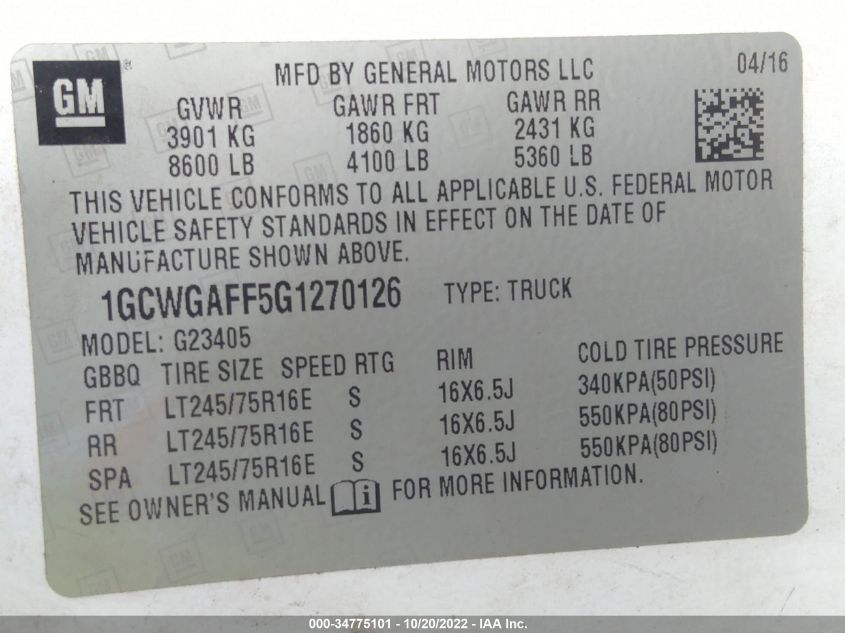 GM
MFD BY GENERAL MOTORS LLC
04/16
GVWR GAWR FRT GAWR RR
3901 KG 1860 KG 2431 KG
8600 LB 4100 LB 5360 LB
THIS VEHICLE CONFORMS TO ALL APPLICABLE U.S. FEDERAL MOTOR
VEHICLE SAFETY STANDARDS IN EFFECT ON THE DATE OF
MANUFACTURE SHOWN ABOVE.
1GCWGAFF5G1270126 TYPE: TRUCK
MODEL: G23405
GBBQ TIRE SIZE SPEED RTG RIM COLD TIRE PRESSURE
FRT LT245/75R16E S 16X6.5J 340KPA(50PSI)
RR LT245/75R16E S 16X6.5J 550KPA(80PSI)
SPA LT245/75R16E S 16X6.5J 550KPA(80PSI)
SEE OWNER'S MANUAL i FOR MORE INFORMATION.
000-34775101 - 10/20/2022 - IAA Inc.